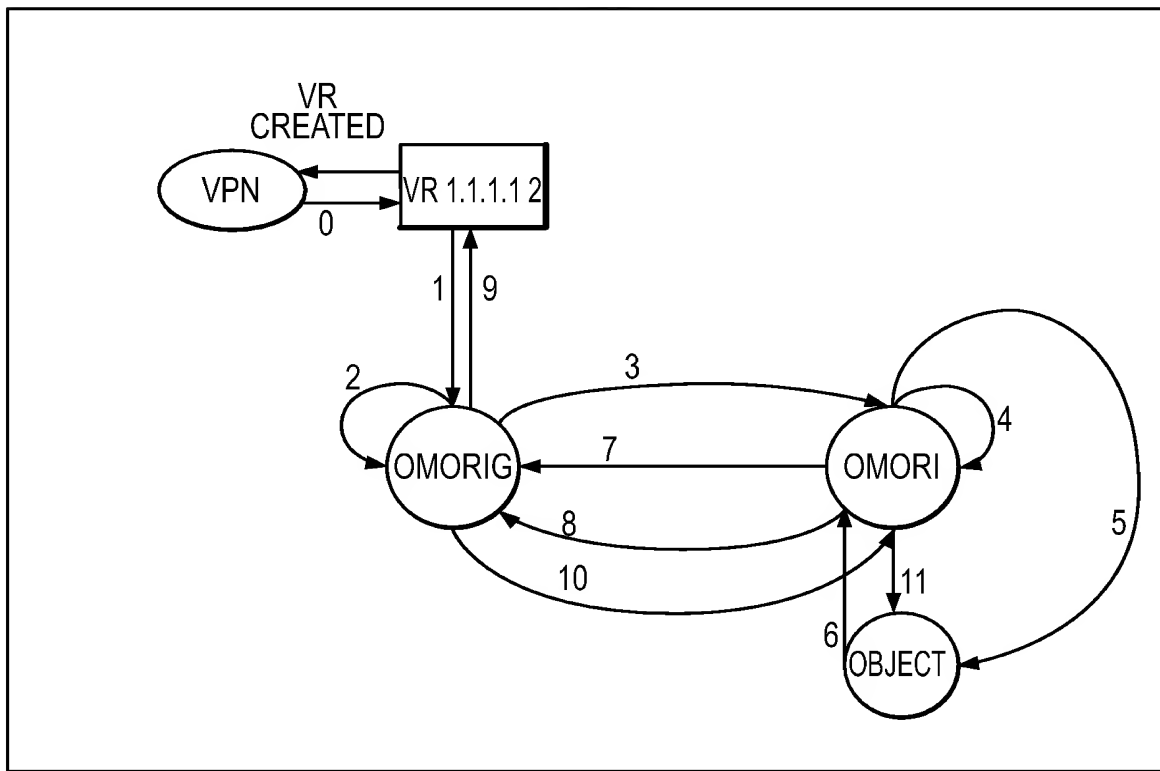 VR
CREATED
VPN
VR 1.1.1.1 2
0
1
9
2
3
4
OMORIG
7
OMORI
5
8
10
11
6
OBJECT